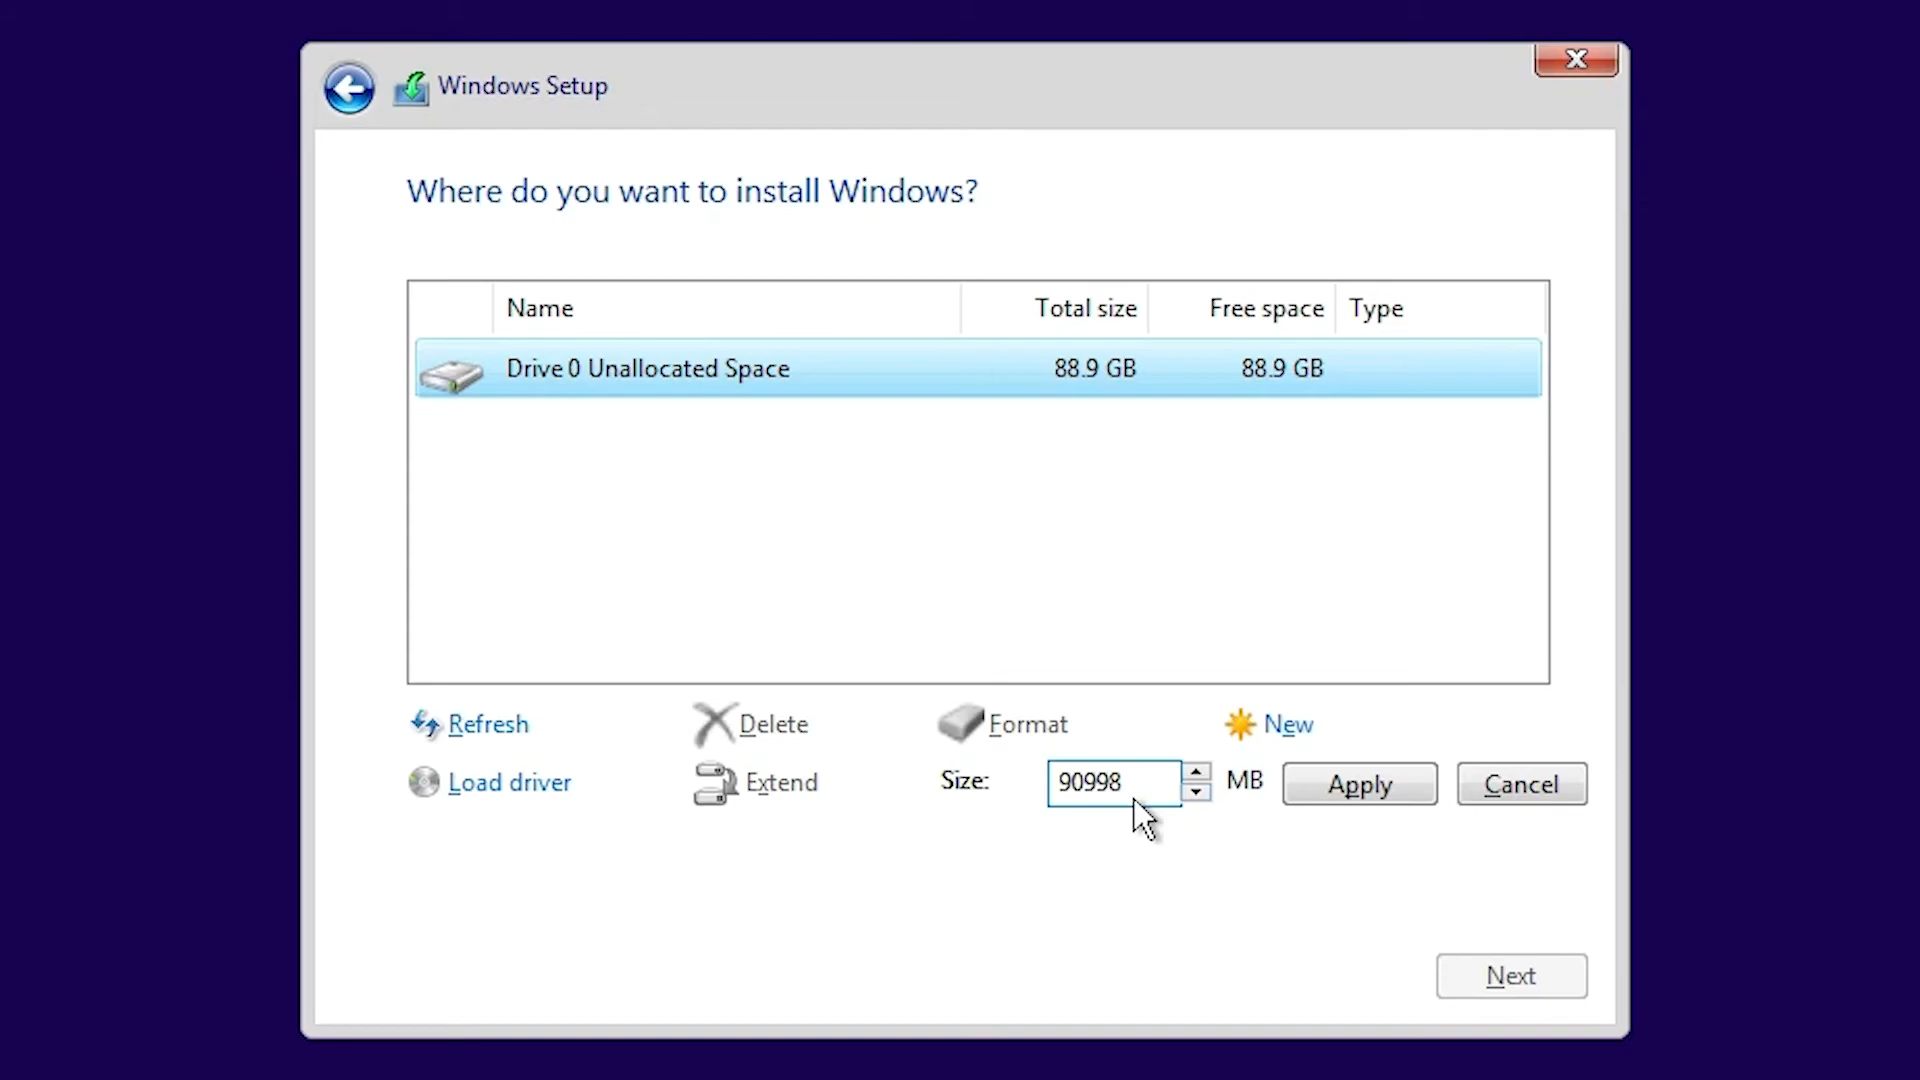 Windows Setup
Where do you want to install Windows?
Name Total size Free space Type
Drive 0 Unallocated Space 88.9 GB 88.9 GB
Refresh Delete Format New
Load driver Extend Size: 90998 MB Apply Cancel
Next